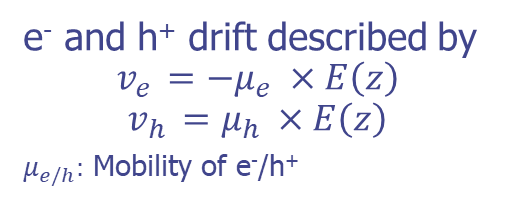 e⁻ and h⁺ drift described by
𝑣ₑ = −𝜇ₑ × 𝐸(𝑧)
𝑣ₕ = 𝜇ₕ × 𝐸(𝑧)
𝜇ₑ/ₕ: Mobility of e⁻/h⁺